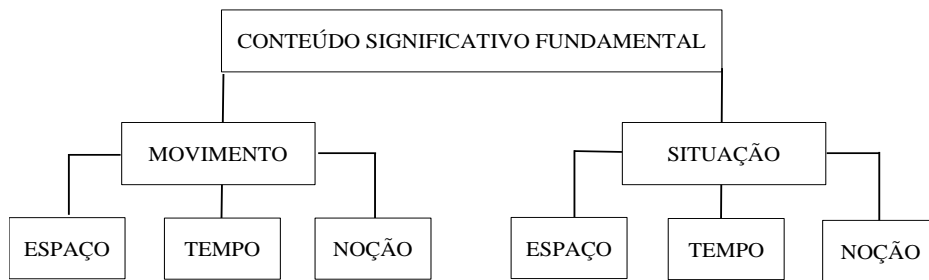 CONTEÚDO SIGNIFICATIVO FUNDAMENTAL
MOVIMENTO
SITUAÇÃO
ESPAÇO
TEMPO
NOÇÃO
ESPAÇO
TEMPO
NOÇÃO